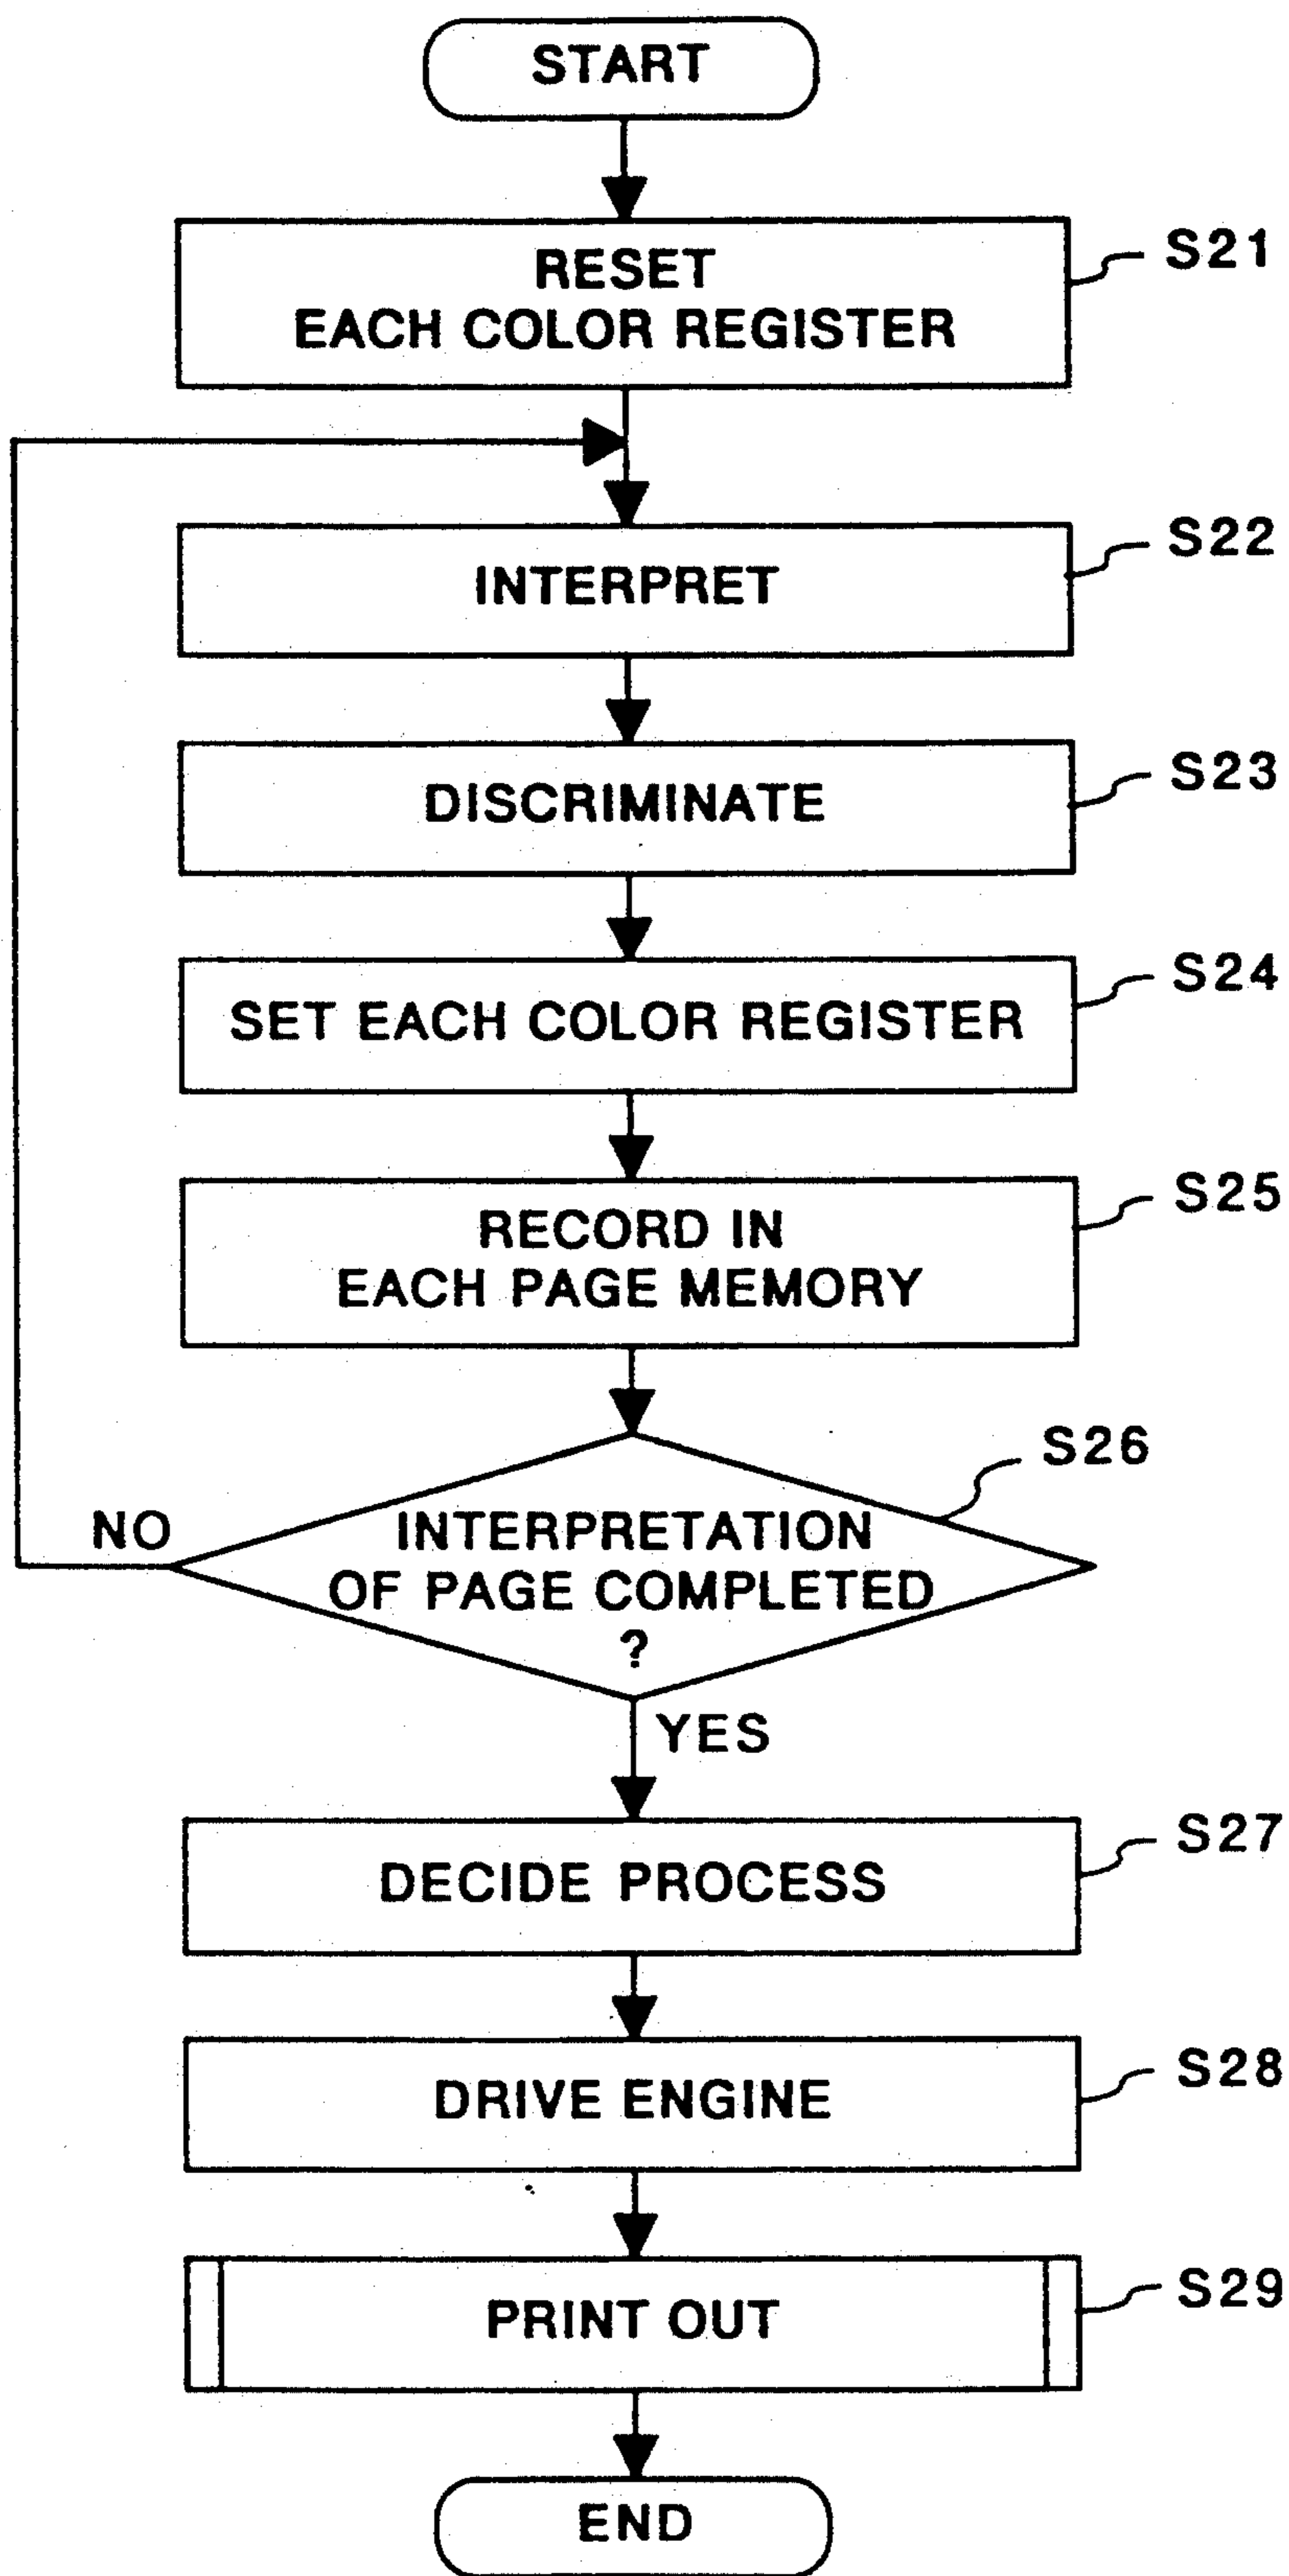 START
RESET
EACH COLOR REGISTER
S21
INTERPRET
S22
DISCRIMINATE
S23
SET EACH COLOR REGISTER
S24
RECORD IN
EACH PAGE MEMORY
S25
S26
NO
INTERPRETATION
OF PAGE COMPLETED
?
YES
DECIDE PROCESS
S27
DRIVE ENGINE
S28
PRINT OUT
S29
END